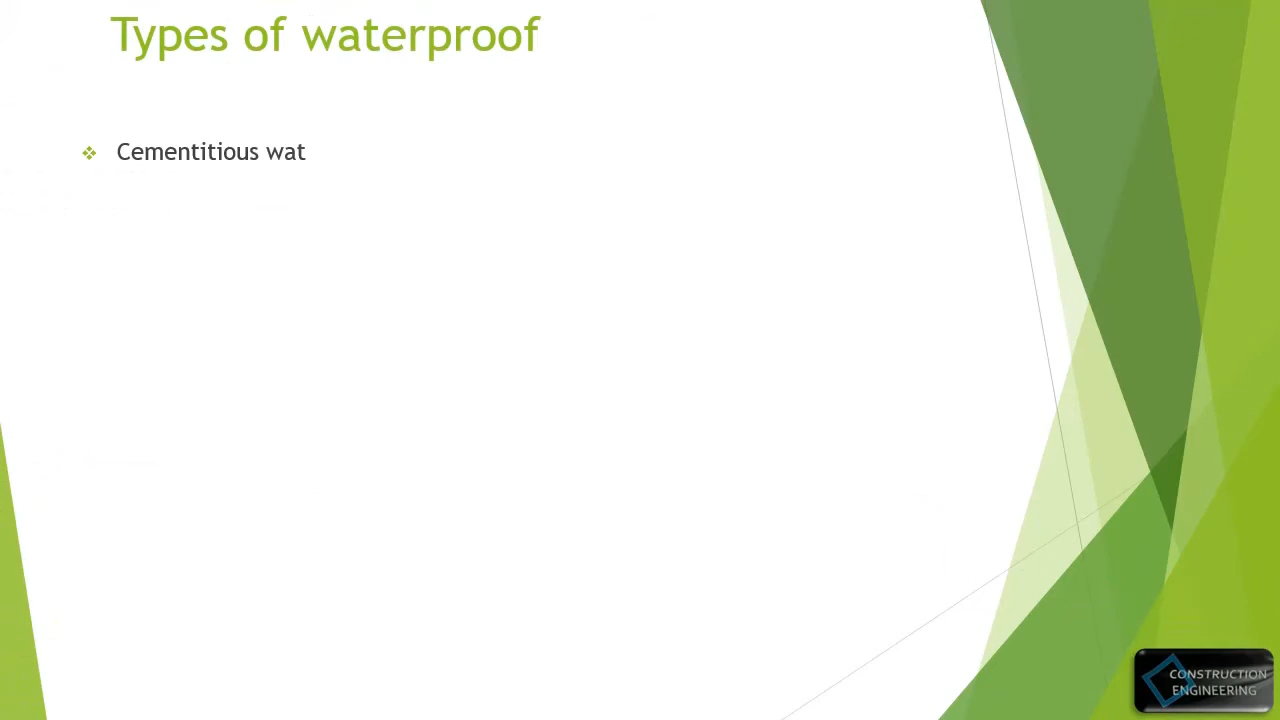 Types of waterproof
Cementitious wat
CONSTRUCTION
ENGINEERING